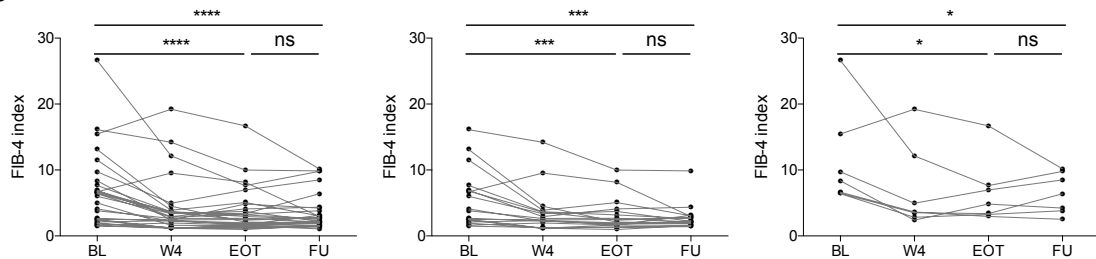 **** *** *
**** ns *** ns * ns
30 30 30
20 20 20
10 10 10
0 0 0
FIB-4 index FIB-4 index FIB-4 index
BL W4 EOT FU BL W4 EOT FU BL W4 EOT FU